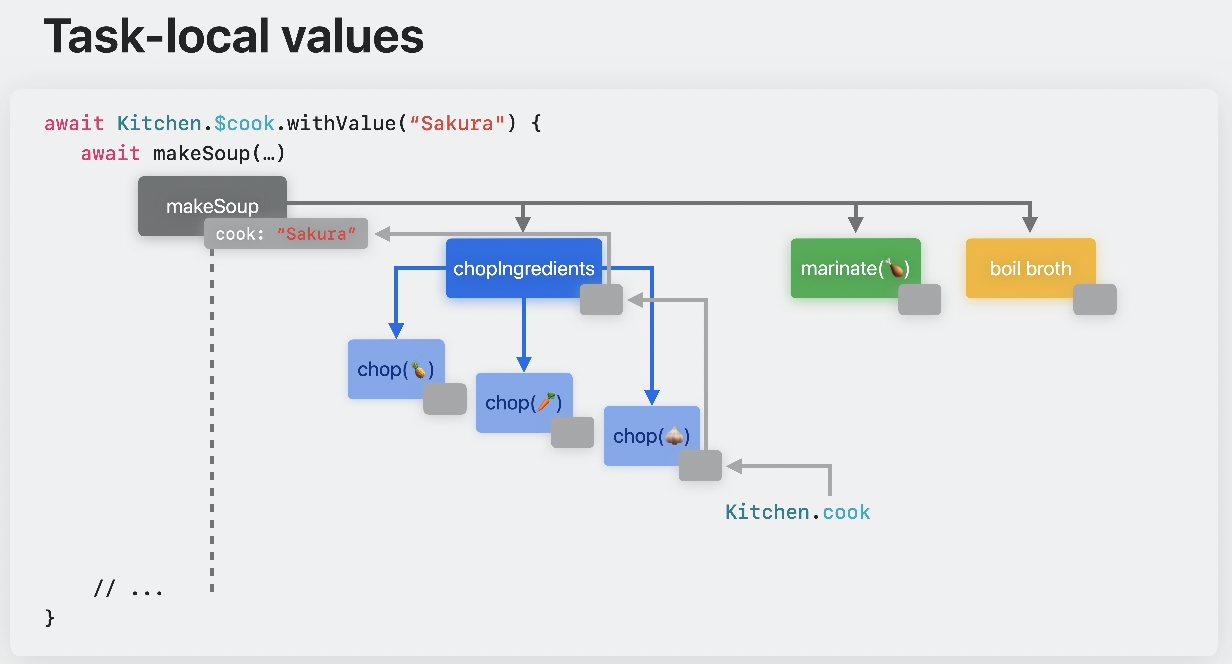 Task-local values
await Kitchen.$cook.withValue(“Sakura") {
await makeSoup(…)
makeSoup
cook: “Sakura”
chopIngredients
marinate(🍗)
boil broth
chop(🍍)
chop(🥕)
chop(🧄)
Kitchen.cook
// ...
}